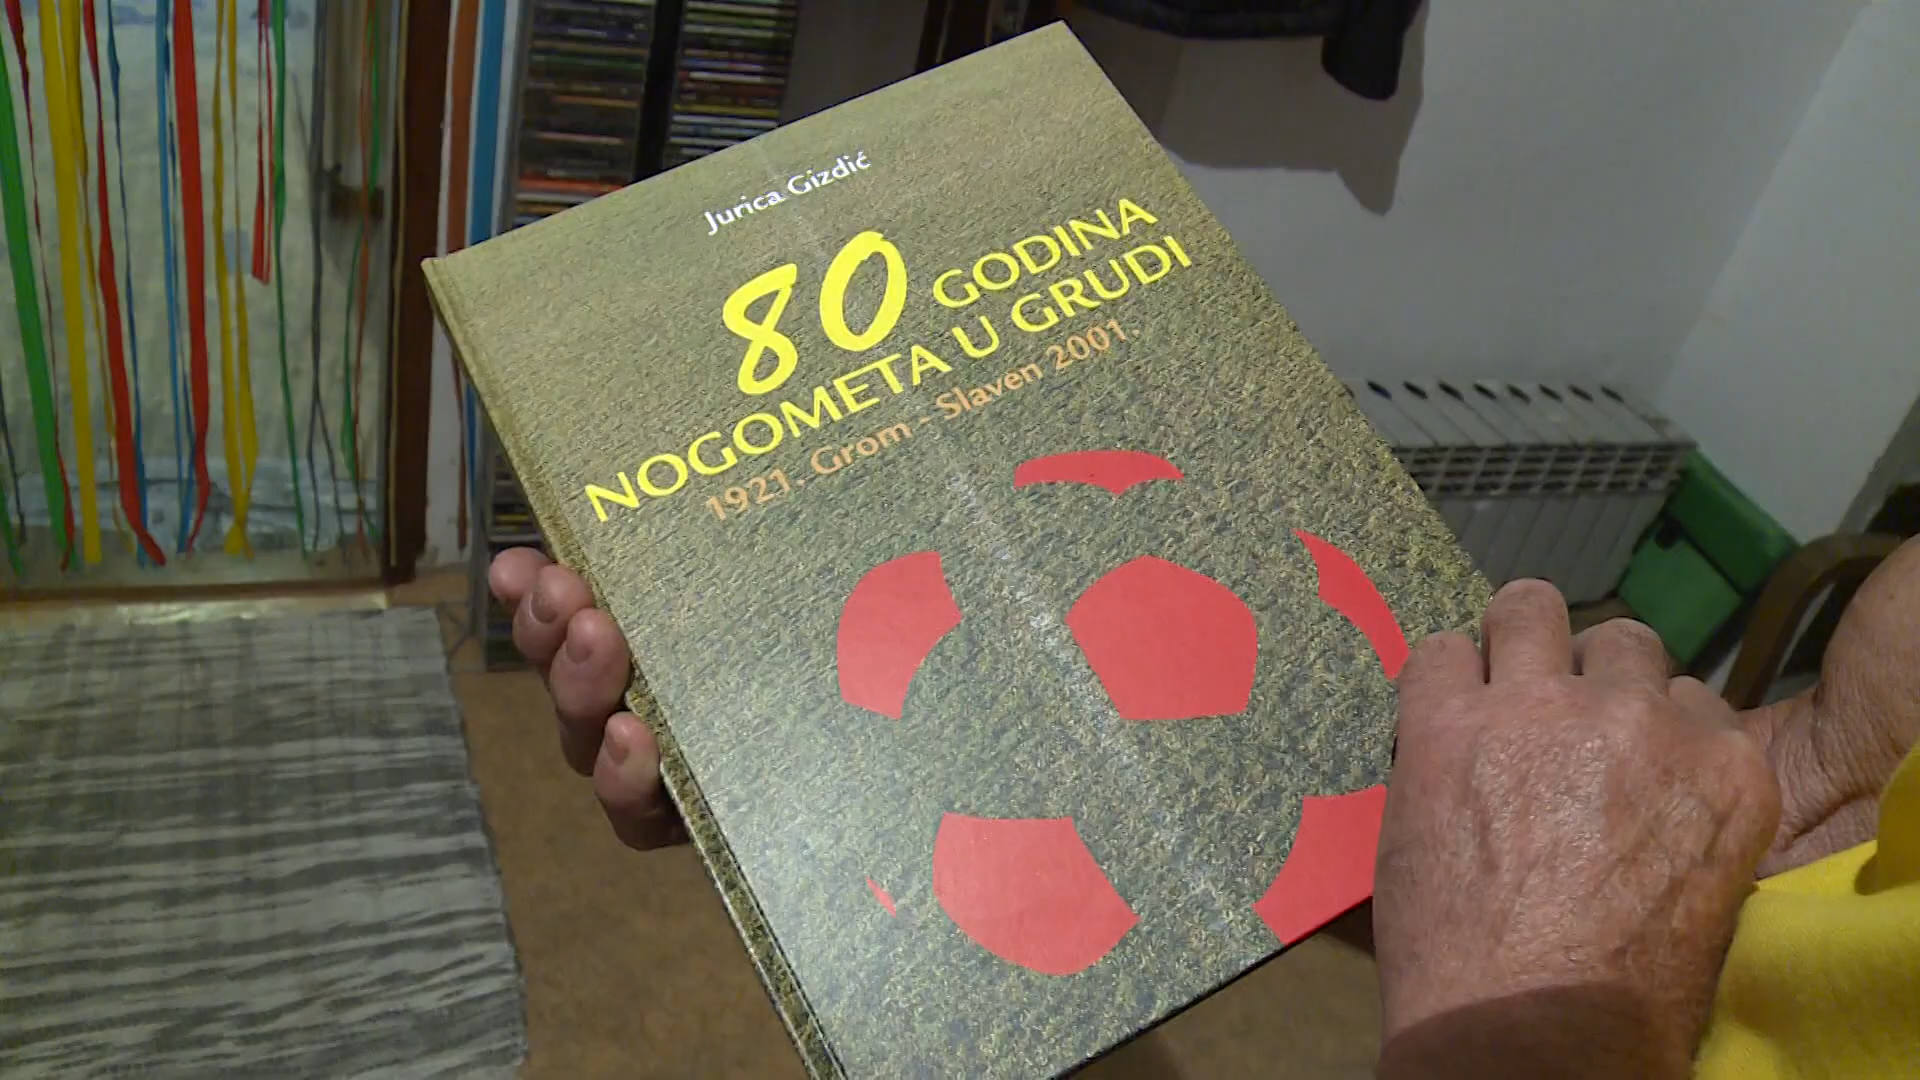 Jurica Gizdić
80 GODINA
NOGOMETA U GRUDI
1921. Grom - Slaven 2001.